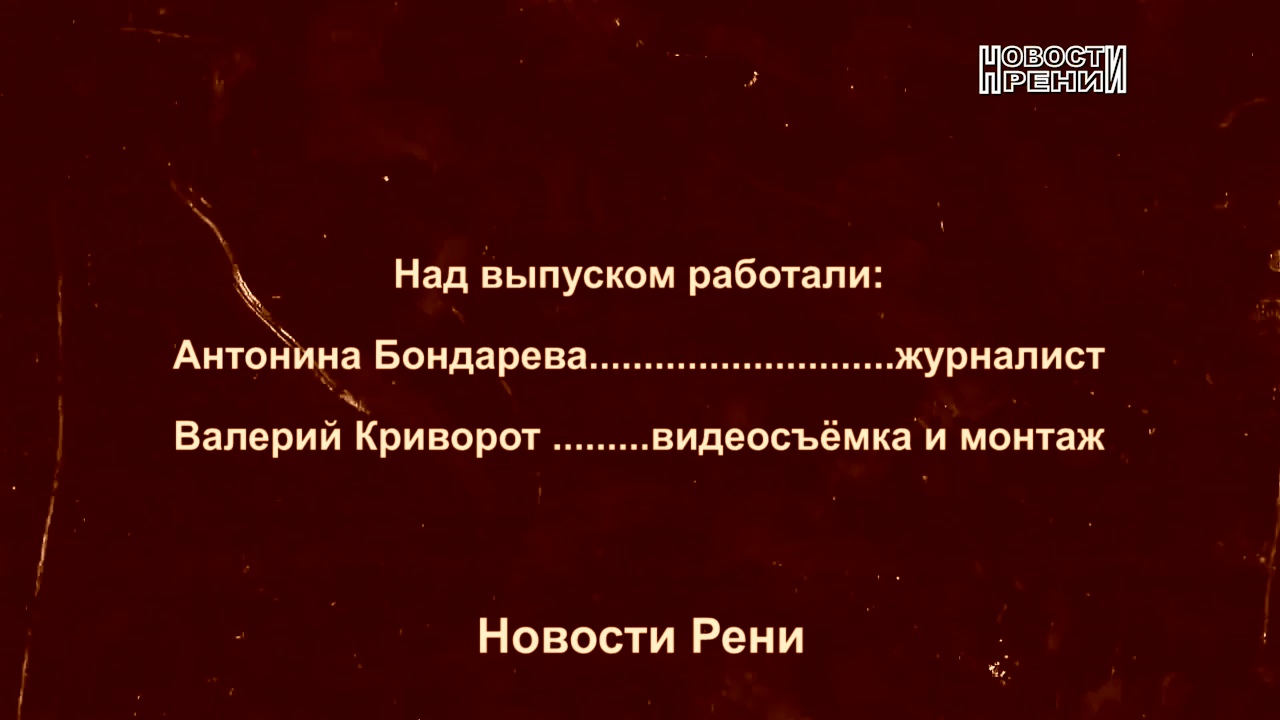 НОВОСТИ
РЕНИ
Над выпуском работали:
Антонина Бондарева............................журналист
Валерий Криворот .........видеосъёмка и монтаж
Новости Рени